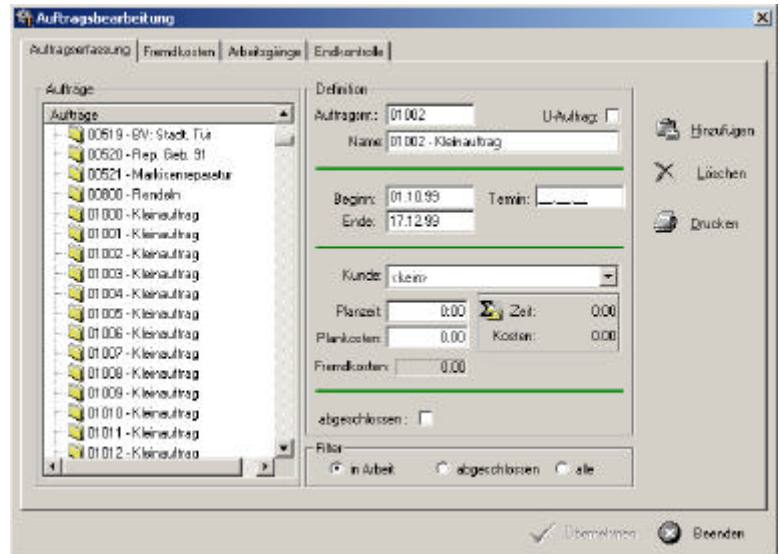 Auftragsbearbeitung
Auftragserfassung Fremdkosten Arbeitsgänge Endkontrolle
Aufträge
Aufträge
00519 - BV: Stadt, Tür
00520 - Rep. Geb. 91
00521 - Markisenreparatur
00800 - Rendeln
01000 - Kleinauftrag
01001 - Kleinauftrag
01002 - Kleinauftrag
01003 - Kleinauftrag
01004 - Kleinauftrag
01005 - Kleinauftrag
01006 - Kleinauftrag
01007 - Kleinauftrag
01008 - Kleinauftrag
01009 - Kleinauftrag
01010 - Kleinauftrag
01011 - Kleinauftrag
01012 - Kleinauftrag
Definition
Auftragsnr.: 01002 U-Auftrag:
Name: 01002 - Kleinauftrag
Beginn: 01.10.99 Termin: __.__.__
Ende: 17.12.99
Kunde: <kein>
Planzeit: 0:00 Zeit: 0:00
Plankosten: 0.00 Kosten: 0.00
Fremdkosten: 0.00
abgeschlossen:
Filter
in Arbeit abgeschlossen alle
Hinzufügen
Löschen
Drucken
Übernehmen Beenden